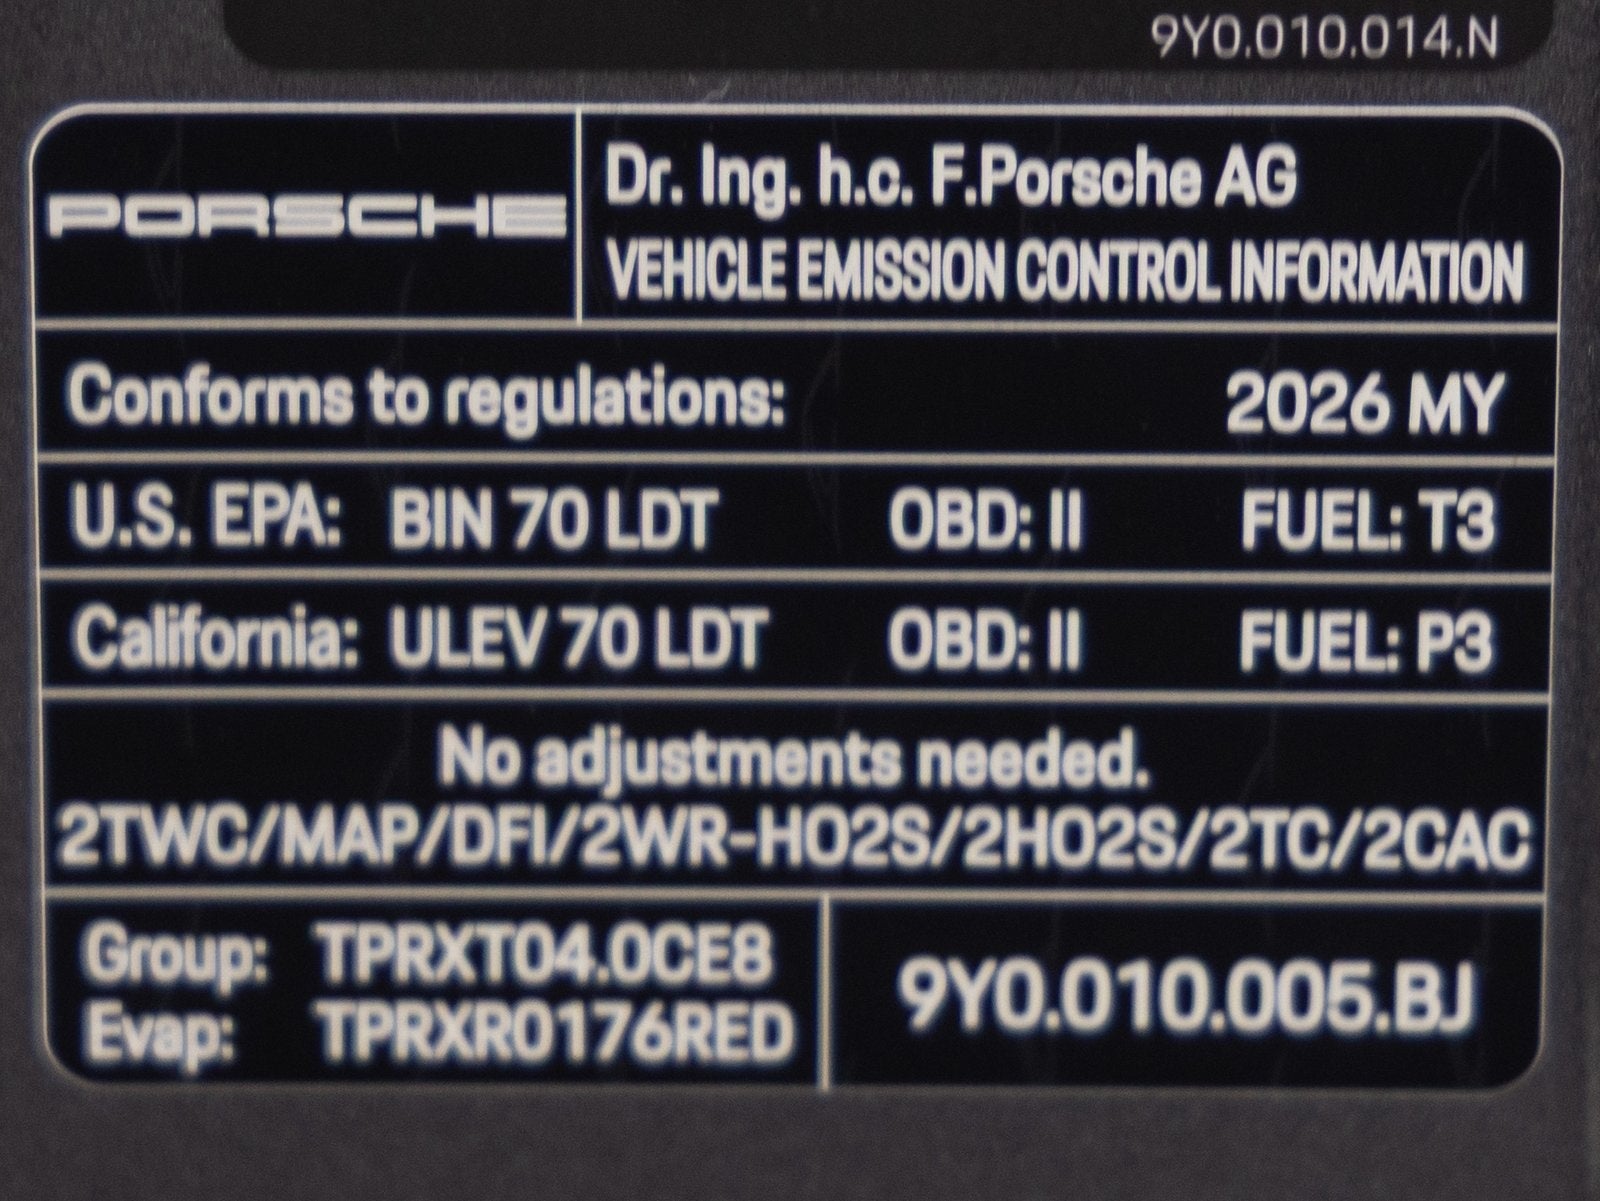 9Y0.010.014.N
PORSCHE
Dr. Ing. h.c. F.Porsche AG
VEHICLE EMISSION CONTROL INFORMATION
Conforms to regulations: 2026 MY
U.S. EPA: BIN 70 LDT OBD: II FUEL: T3
California: ULEV 70 LDT OBD: II FUEL: P3
No adjustments needed.
2TWC/MAP/DFI/2WR-HO2S/2HO2S/2TC/2CAC
Group: TPRXT04.0CE8
Evap: TPRXR0176RED
9Y0.010.005.BJ